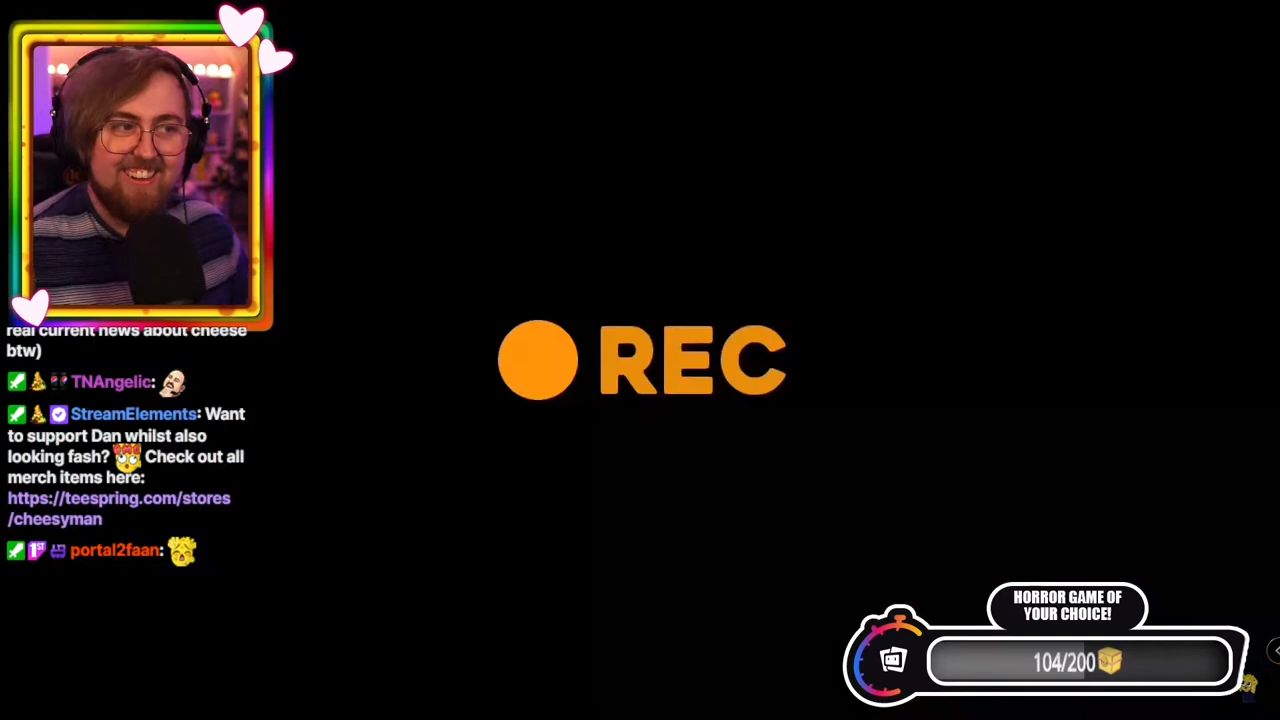 real current news about cheese
btw)
TNAngelic:
StreamElements: Want
to support Dan whilst also
looking fash? Check out all
merch items here:
https://teespring.com/stores
/cheesyman
1ST portal2faan:
REC
HORROR GAME OF
YOUR CHOICE!
104/200